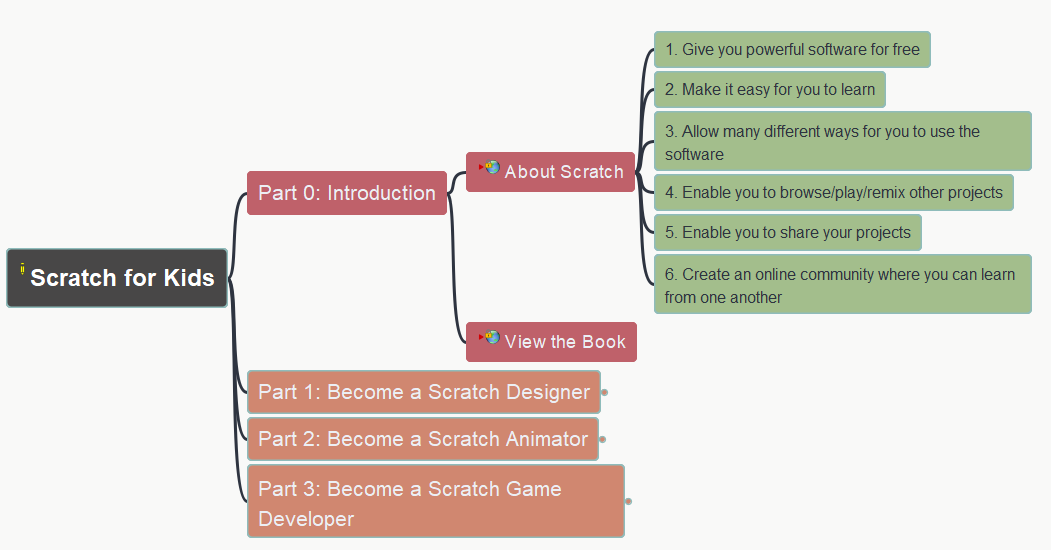 Scratch for Kids
Part 0: Introduction
About Scratch
1. Give you powerful software for free
2. Make it easy for you to learn
3. Allow many different ways for you to use the
software
4. Enable you to browse/play/remix other projects
5. Enable you to share your projects
6. Create an online community where you can learn
from one another
View the Book
Part 1: Become a Scratch Designer
Part 2: Become a Scratch Animator
Part 3: Become a Scratch Game
Developer